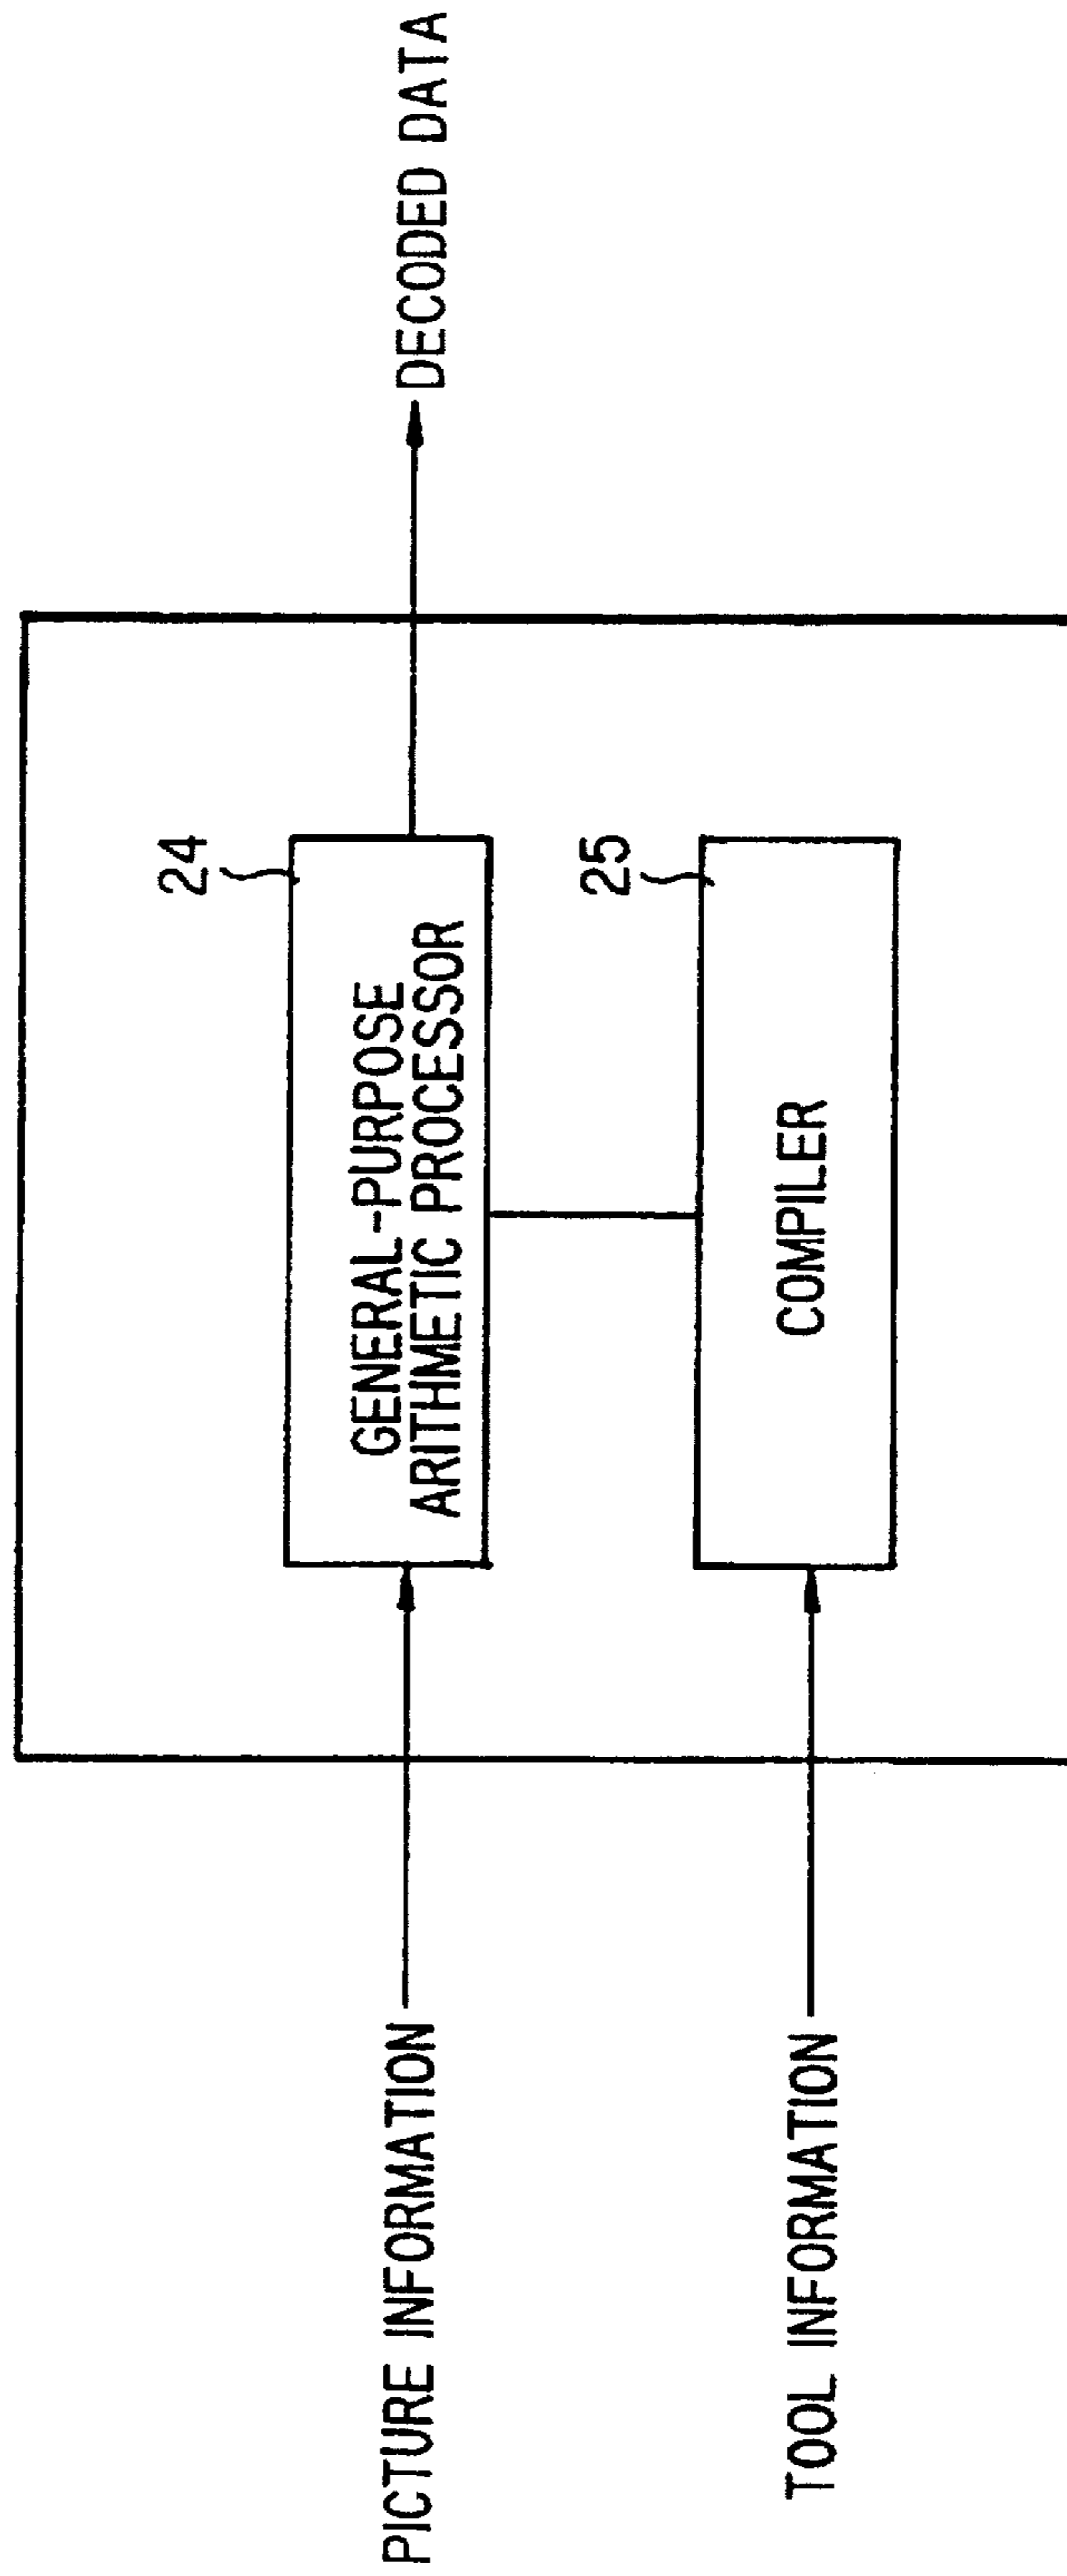 24
PICTURE INFORMATION
GENERAL-PURPOSE
ARITHMETIC PROCESSOR
DECODED DATA
25
TOOL INFORMATION
COMPILER